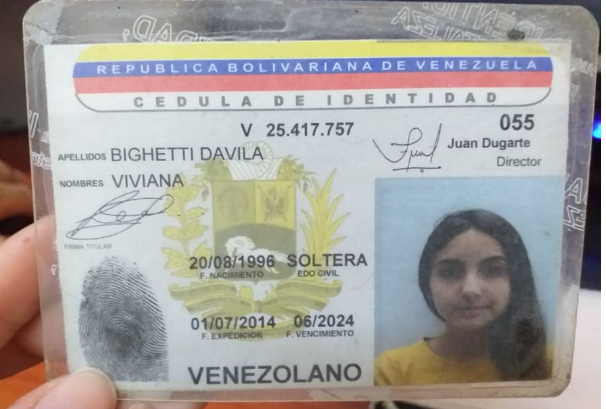 REPUBLICA BOLIVARIANA DE VENEZUELA
CEDULA DE IDENTIDAD
V 25.417.757
055
Juan Dugarte
Director
APELLIDOS BIGHETTI DAVILA
NOMBRES VIVIANA
FIRMA TITULAR
20/08/1996 SOLTERA
F. NACIMIENTO EDO CIVIL
01/07/2014 06/2024
F. EXPEDICION F. VENCIMIENTO
VENEZOLANO